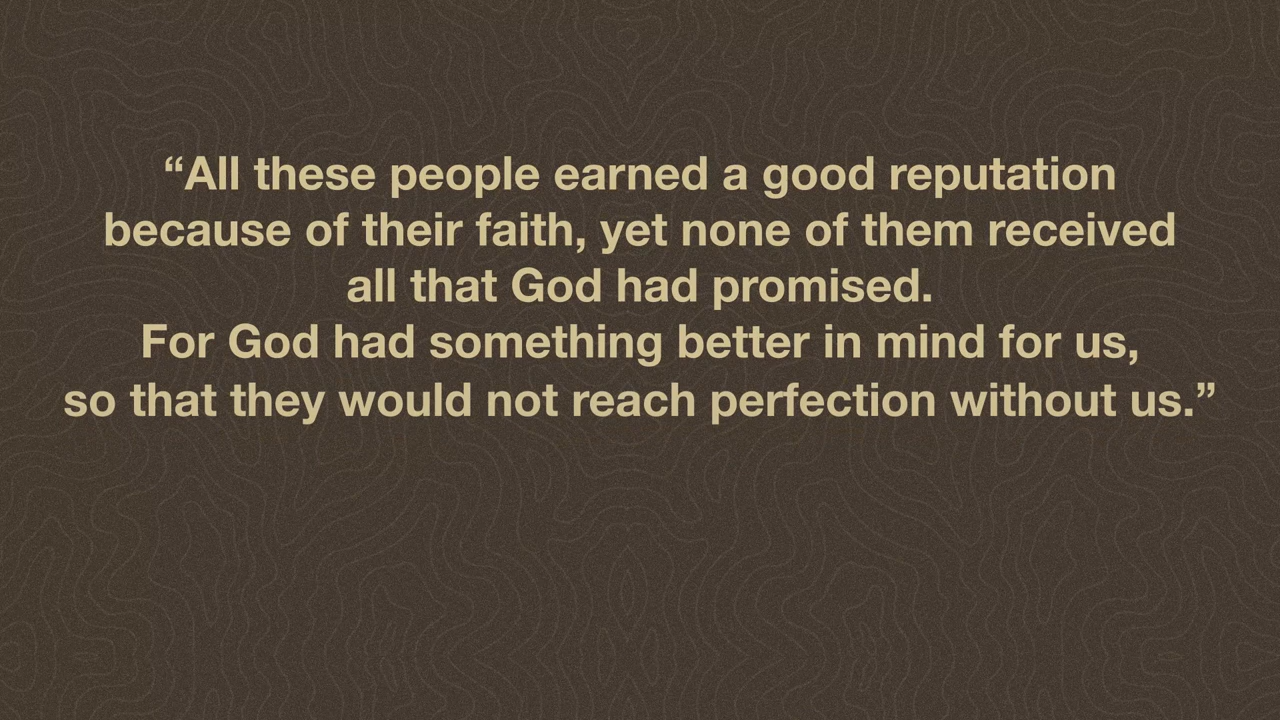 “All these people earned a good reputation
because of their faith, yet none of them received
all that God had promised.
For God had something better in mind for us,
so that they would not reach perfection without us.”